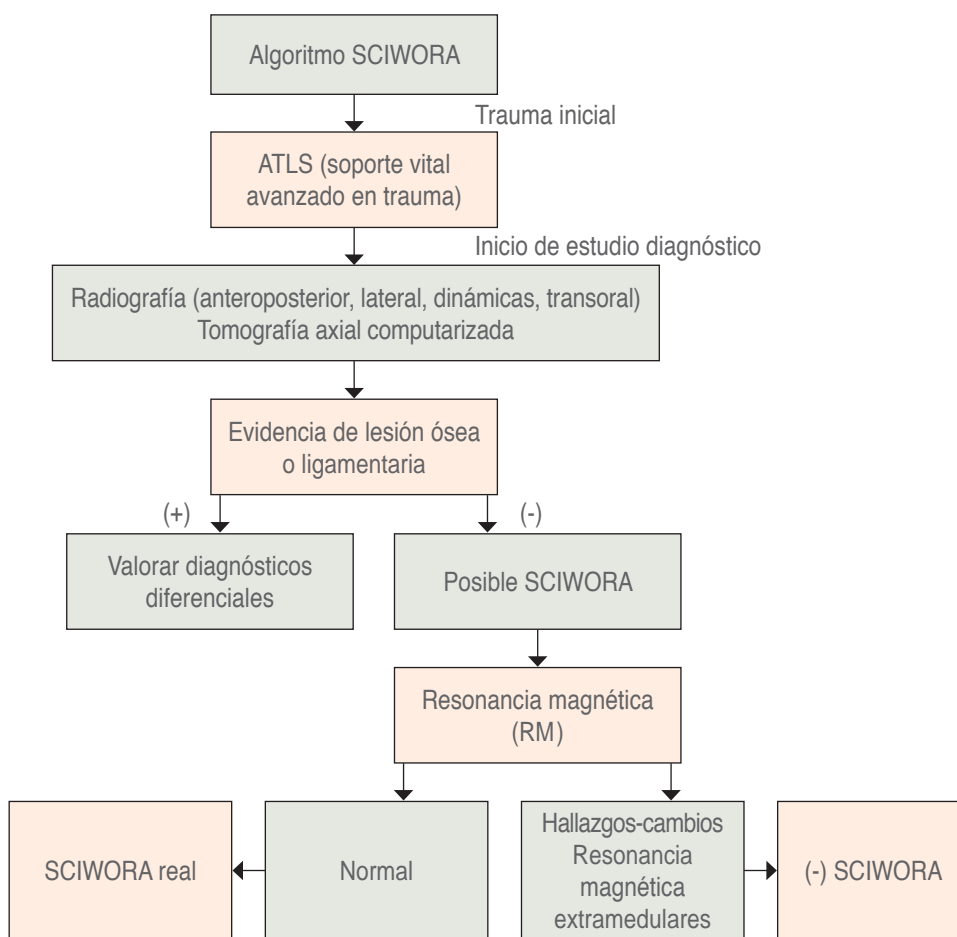 Algoritmo SCIWORA
Trauma inicial
ATLS (soporte vital
avanzado en trauma)
Inicio de estudio diagnóstico
Radiografía (anteroposterior, lateral, dinámicas, transoral)
Tomografía axial computarizada
Evidencia de lesión ósea
o ligamentaria
(+)
(-)
Valorar diagnósticos
diferenciales
Posible SCIWORA
Resonancia magnética
(RM)
SCIWORA real
Normal
Hallazgos-cambios
Resonancia
magnética
extramedulares
(-) SCIWORA